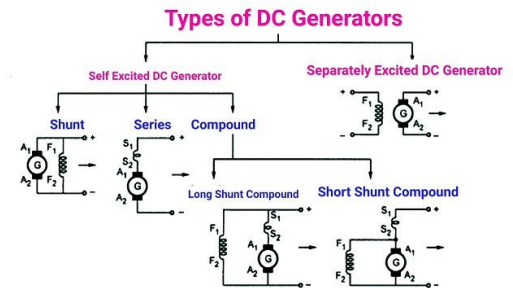 Types of DC Generators
Self Excited DC Generator
Separately Excited DC Generator
+ +
F1 A1
G
F2 A2
− −
Shunt Series Compound
+
A1 F1
G
A2 F2
−
+
S1
S2
A1
G
A2
−
Long Shunt Compound Short Shunt Compound
+
S1
F1 S2
A1
G
F2 A2
−
+
S1
S2
F1 A1
G
F2 A2
−